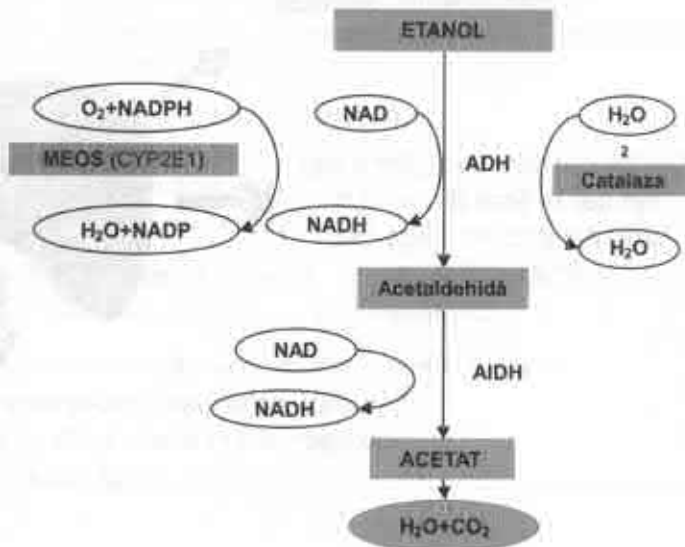 ETANOL
O₂+NADPH
NAD
H₂O
2
MEOS (CYP2E1)
ADH
Catalaza
H₂O+NADP
NADH
H₂O
Acetaldehidă
NAD
AlDH
NADH
ACETAT
H₂O+CO₂